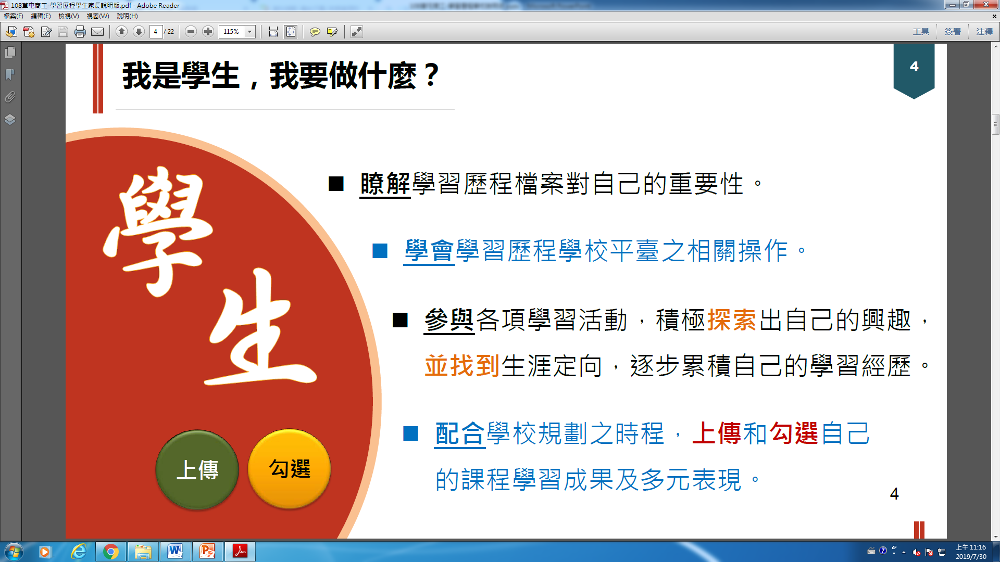 108草屯商工-學習歷程學生家長說明版.pdf - Adobe Reader
檔案(F) 編輯(E) 檢視(V) 視窗(W) 說明(H)
4 / 22 115% 工具 簽署 注釋
我是學生，我要做什麼？
4
學生
■ 瞭解學習歷程檔案對自己的重要性。
■ 學會學習歷程學校平臺之相關操作。
■ 參與各項學習活動，積極探索出自己的興趣，
並找到生涯定向，逐步累積自己的學習經歷。
■ 配合學校規劃之時程，上傳和勾選自己
的課程學習成果及多元表現。
上傳 勾選
4
上午 11:16
2019/7/30